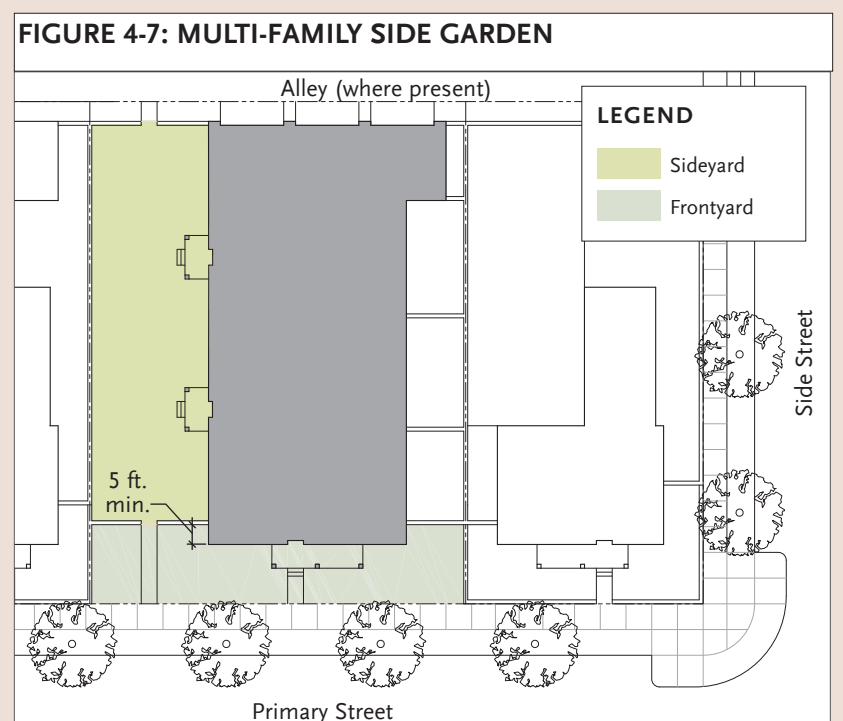 FIGURE 4-7: MULTI-FAMILY SIDE GARDEN
Alley (where present)
LEGEND
Sideyard
Frontyard
Side Street
5 ft.
min.
Primary Street